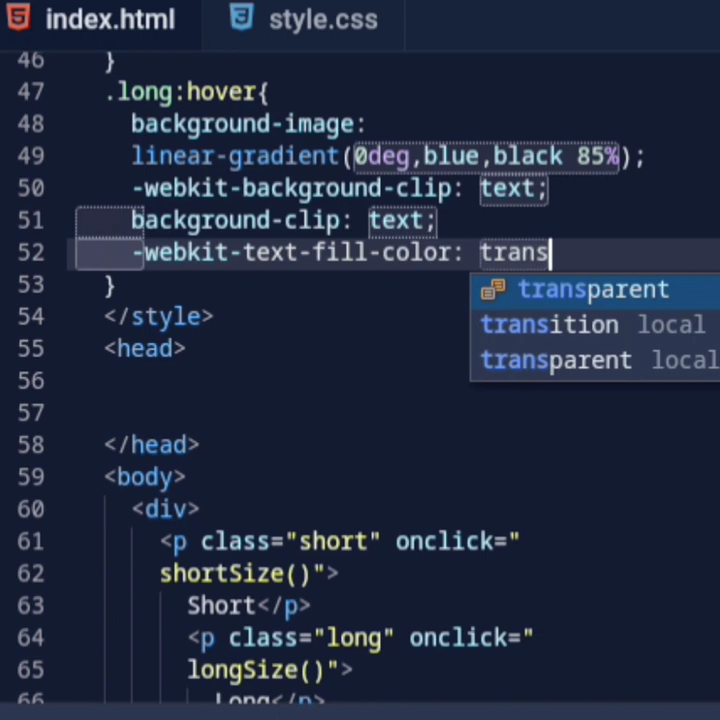 index.html style.css
46 }
47 .long:hover{
48 background-image:
49 linear-gradient(0deg,blue,black 85%);
50 -webkit-background-clip: text;
51 background-clip: text;
52 -webkit-text-fill-color: trans
53 }
transparent
54 </style>
transition local
55 <head>
transparent local
56
57
58 </head>
59 <body>
60 <div>
61 <p class="short" onclick="
62 shortSize()">
63 Short</p>
64 <p class="long" onclick="
65 longSize()">
66 Long</p>